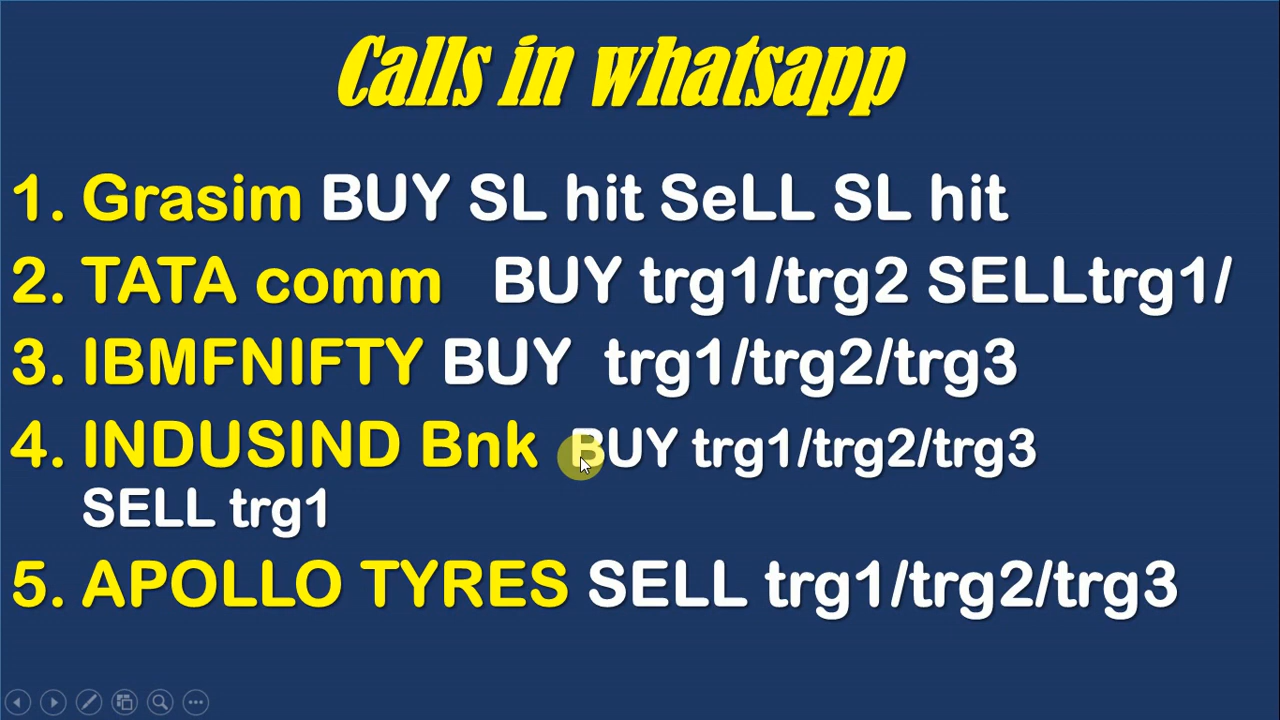 Calls in whatsapp
1. Grasim BUY SL hit SeLL SL hit
2. TATA comm BUY trg1/trg2 SELLtrg1/
3. IBMFNIFTY BUY trg1/trg2/trg3
4. INDUSIND Bnk BUY trg1/trg2/trg3
SELL trg1
5. APOLLO TYRES SELL trg1/trg2/trg3